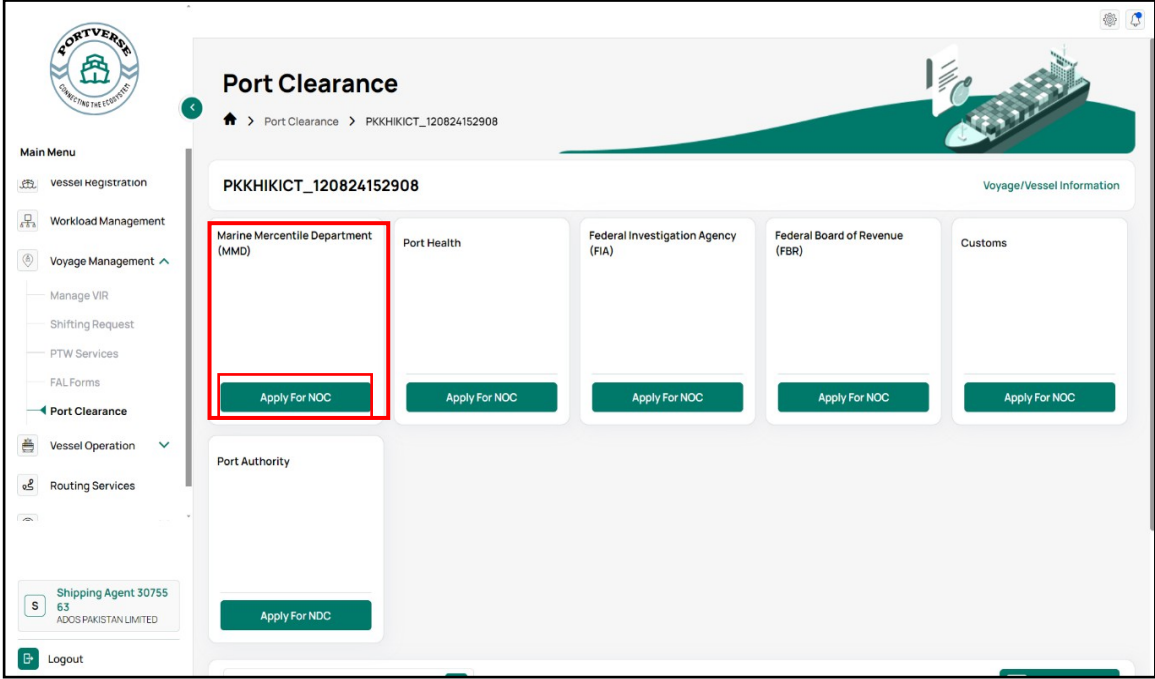 PORTVERSE
CONNECTING THE ECOSYSTEM
Main Menu
Vessel Registration
Workload Management
Voyage Management
Manage VIR
Shifting Request
PTW Services
FAL Forms
Port Clearance
Vessel Operation
Routing Services
S
Shipping Agent 30755
63
ADOS PAKISTAN LIMITED
Logout
Port Clearance
> Port Clearance > PKKHIKICT_120824152908
PKKHIKICT_120824152908
Voyage/Vessel Information
Marine Mercentile Department
(MMD)
Apply For NOC
Port Health
Apply For NOC
Federal Investigation Agency
(FIA)
Apply For NOC
Federal Board of Revenue
(FBR)
Apply For NOC
Customs
Apply For NOC
Port Authority
Apply For NDC